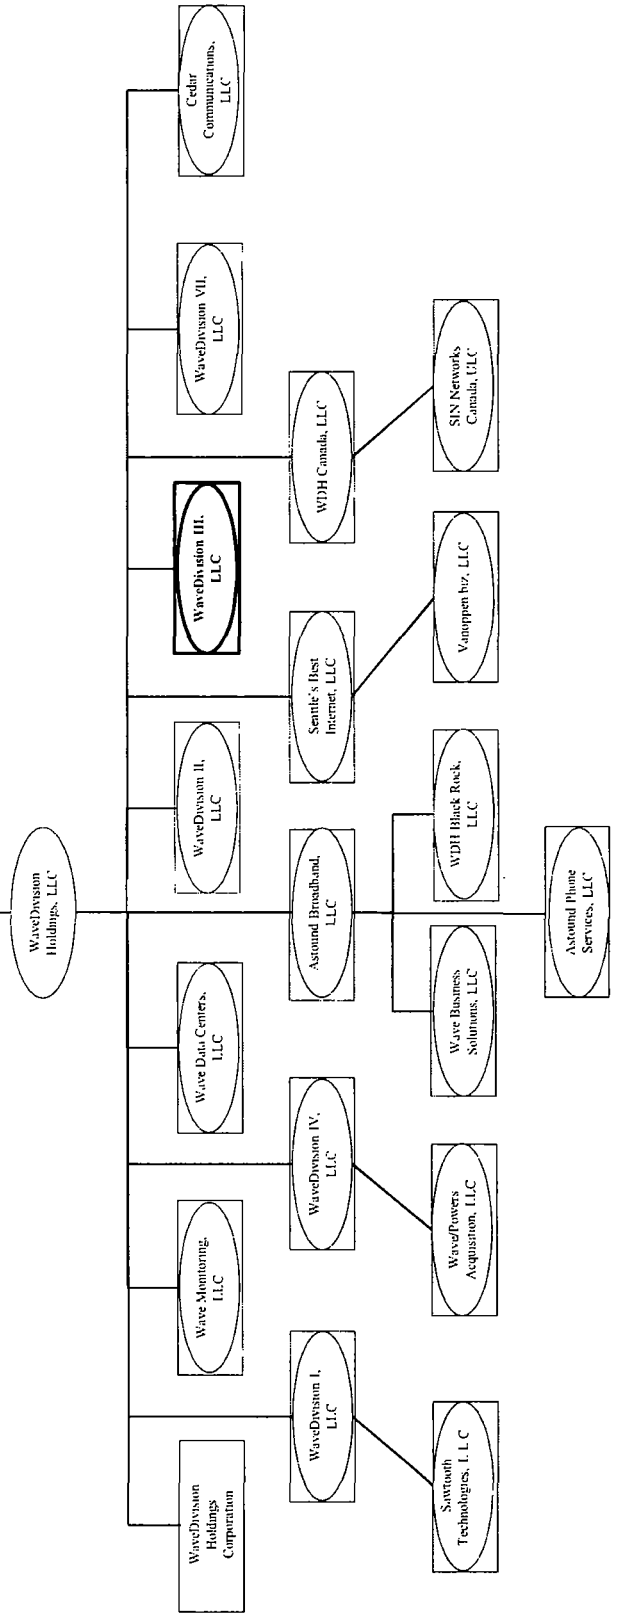 WaveDivision
Holdings, LLC
WaveDivision
Holdings
Corporation
Wave Monitoring,
LLC
Wave Data Centers,
LLC
WaveDivision II,
LLC
WaveDivision III,
LLC
WaveDivision VII,
LLC
Cedar
Communications,
LLC
WaveDivision I,
LLC
WaveDivision IV,
LLC
Astound Broadband,
LLC
Seattle's Best
Internet, LLC
WDH Canada, LLC
Sawtooth
Technologies, LLC
Wave/Powers
Acquisition, LLC
Wave Business
Solutions, LLC
WDH Black Rock,
LLC
Vanoppen biz, LLC
SIN Networks
Canada, ULC
Astound Phone
Services, LLC